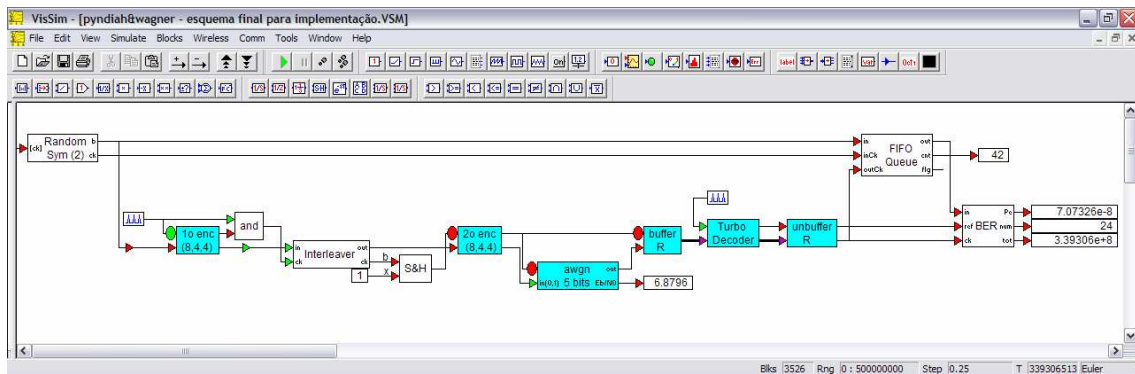 VisSim - [pyndiah&wagner - esquema final para implementação.VSM]
File Edit View Simulate Blocks Wireless Comm Tools Window Help
Random b
[ck] Sym (2) ck
in out
inCk FIFO cnt
Queue
outCk flg
42
1o enc
(8,4,4)
and
in out
Interleaver
ck ck
b
x
1
S&H
2o enc
(8,4,4)
buffer
R
awgn out
in(0,1) 5 bits Eb/N0
6.8796
Turbo
Decoder
unbuffer
R
in Pe
ref BER num
ck tot
7.07326e-8
24
3.39306e+8
Blks 3526 Rng 0 : 500000000 Step 0.25 T 339306513 Euler